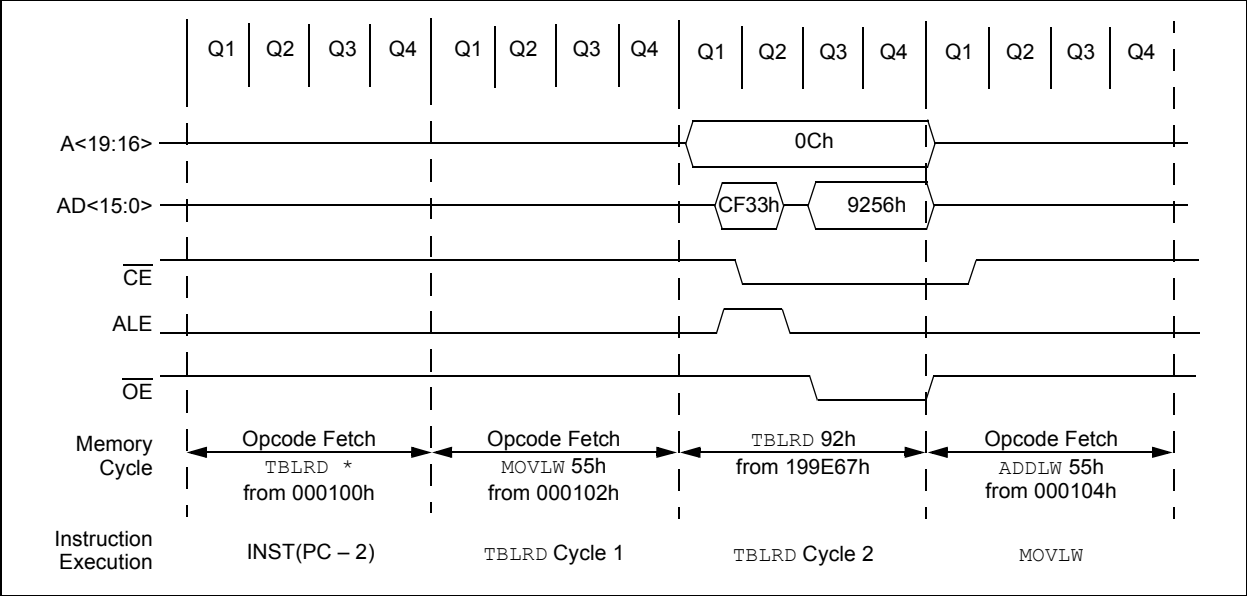 Q1 Q2 Q3 Q4 Q1 Q2 Q3 Q4 Q1 Q2 Q3 Q4 Q1 Q2 Q3 Q4
A<19:16> 0Ch
AD<15:0> CF33h 9256h
CE
ALE
OE
Memory Cycle
Opcode Fetch
TBLRD *
from 000100h
Opcode Fetch
MOVLW 55h
from 000102h
TBLRD 92h
from 199E67h
Opcode Fetch
ADDLW 55h
from 000104h
Instruction
Execution
INST(PC – 2) TBLRD Cycle 1 TBLRD Cycle 2 MOVLW